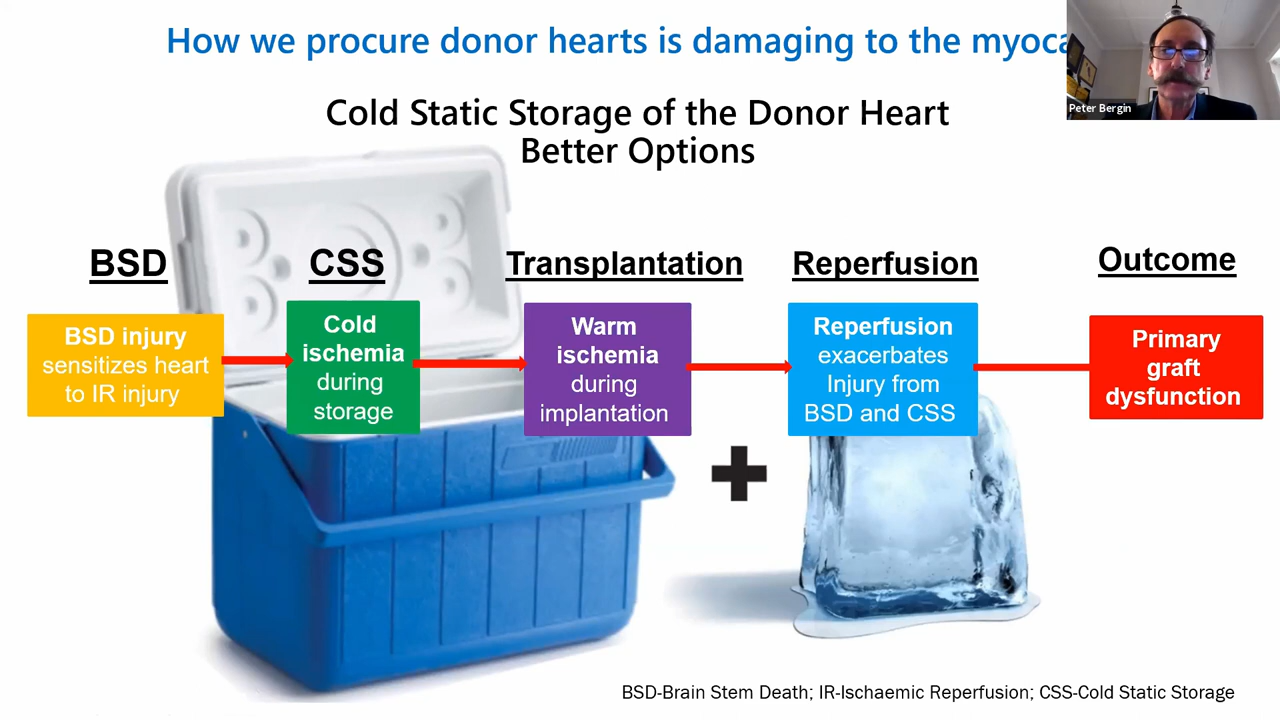 How we procure donor hearts is damaging to the
Peter Bergin
Cold Static Storage of the Donor Heart
Better Options
BSD
CSS
Transplantation
Reperfusion
Outcome
BSD injury
sensitizes heart
to IR injury
Cold
ischemia
during
storage
Warm
ischemia
during
implantation
Reperfusion
exacerbates
Injury from
BSD and CSS
Primary
graft
dysfunction
BSD-Brain Stem Death; IR-Ischaemic Reperfusion; CSS-Cold Static Storage